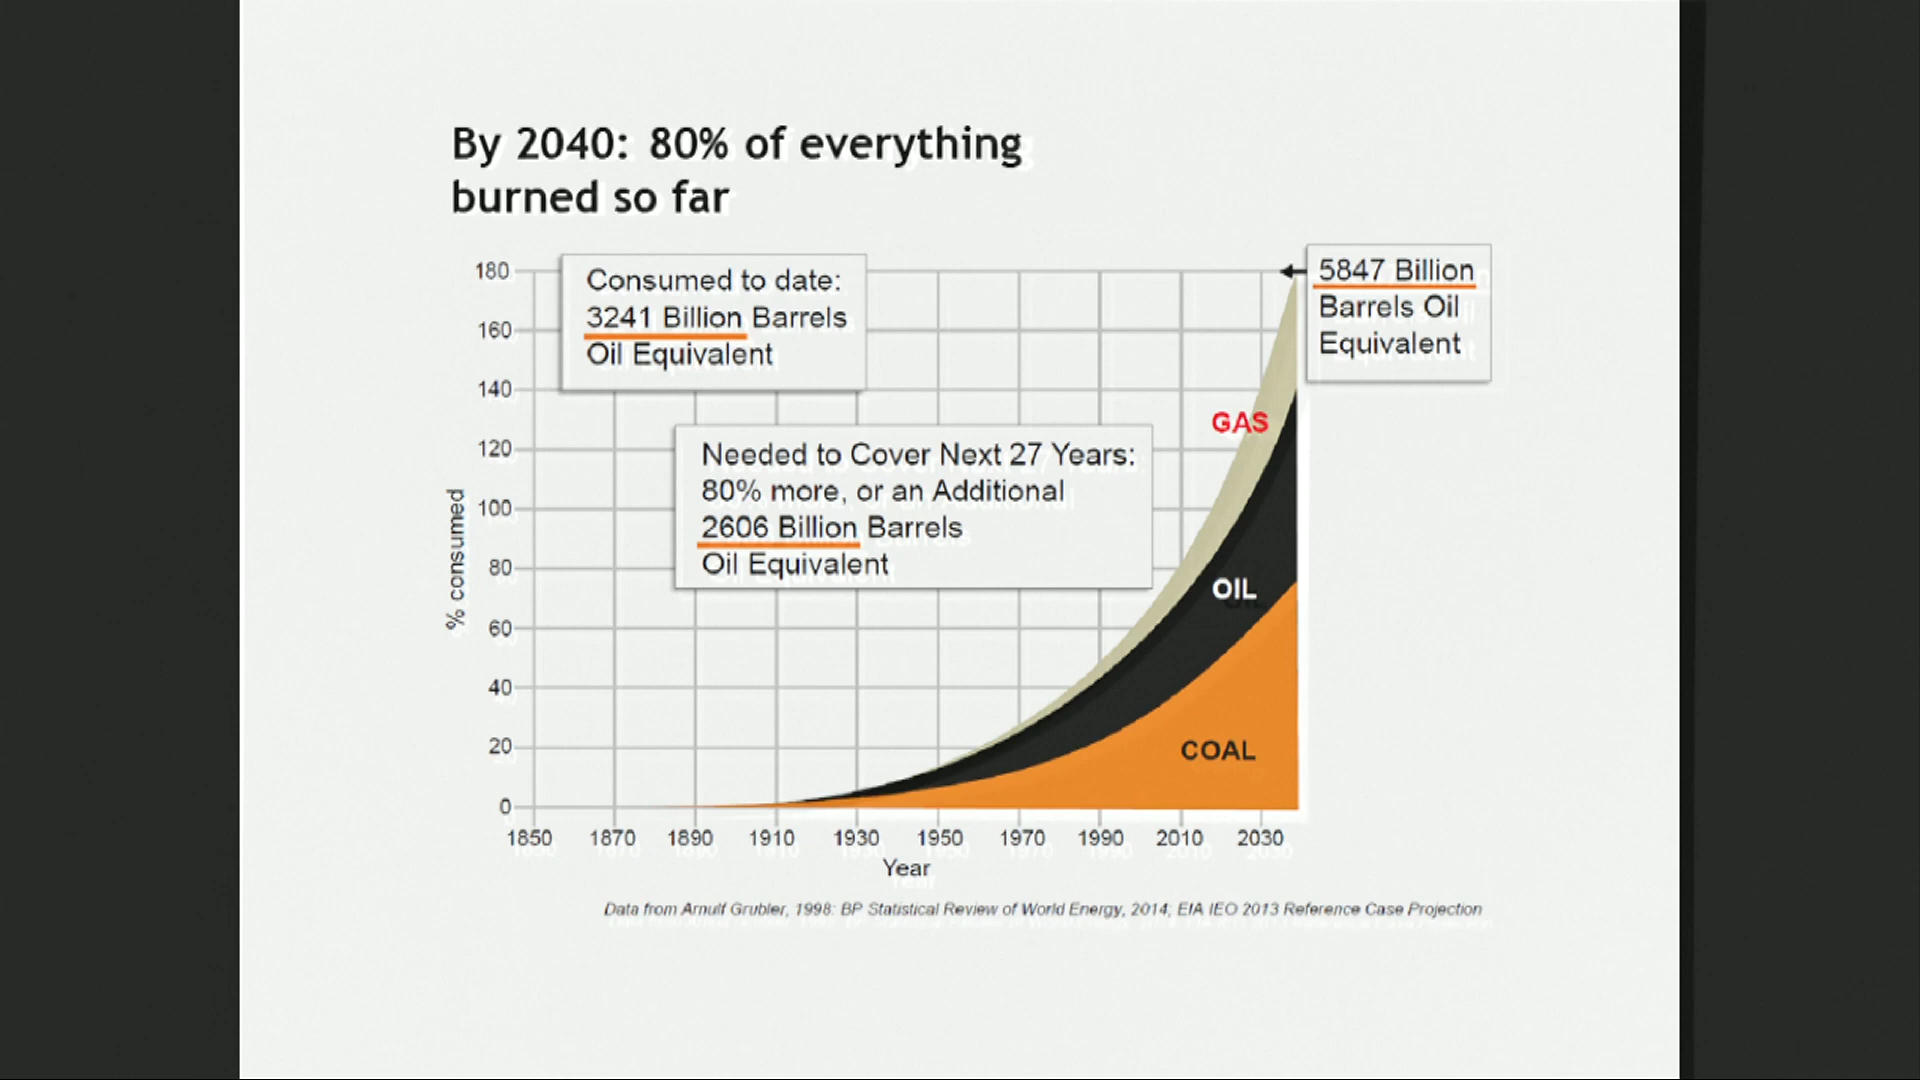 By 2040: 80% of everything
burned so far
180
160
140
120
100
80
60
40
20
0
% consumed
Consumed to date:
3241 Billion Barrels
Oil Equivalent
Needed to Cover Next 27 Years:
80% more, or an Additional
2606 Billion Barrels
Oil Equivalent
5847 Billion
Barrels Oil
Equivalent
GAS
OIL
COAL
1850 1870 1890 1910 1930 1950 1970 1990 2010 2030
Year
Data from Arnulf Grubler, 1998: BP Statistical Review of World Energy, 2014; EIA IEO 2013 Reference Case Projection